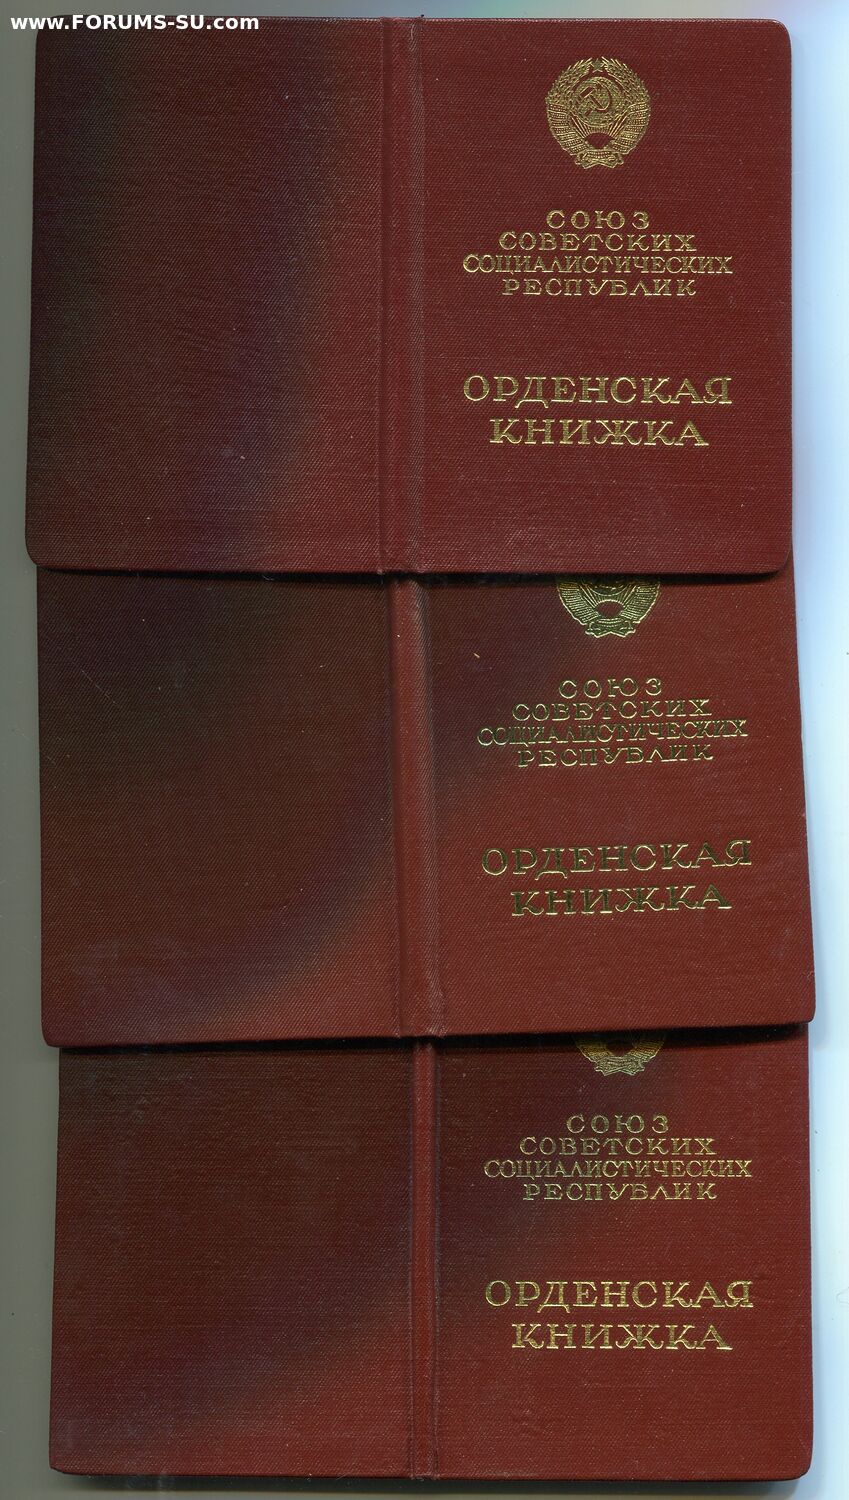 www.FORUMS-SU.com
СОЮЗ
СОВЕТСКИХ
СОЦИАЛИСТИЧЕСКИХ
РЕСПУБЛИК
ОРДЕНСКАЯ
КНИЖКА
СОЮЗ
СОВЕТСКИХ
СОЦИАЛИСТИЧЕСКИХ
РЕСПУБЛИК
ОРДЕНСКАЯ
КНИЖКА
СОЮЗ
СОВЕТСКИХ
СОЦИАЛИСТИЧЕСКИХ
РЕСПУБЛИК
ОРДЕНСКАЯ
КНИЖКА